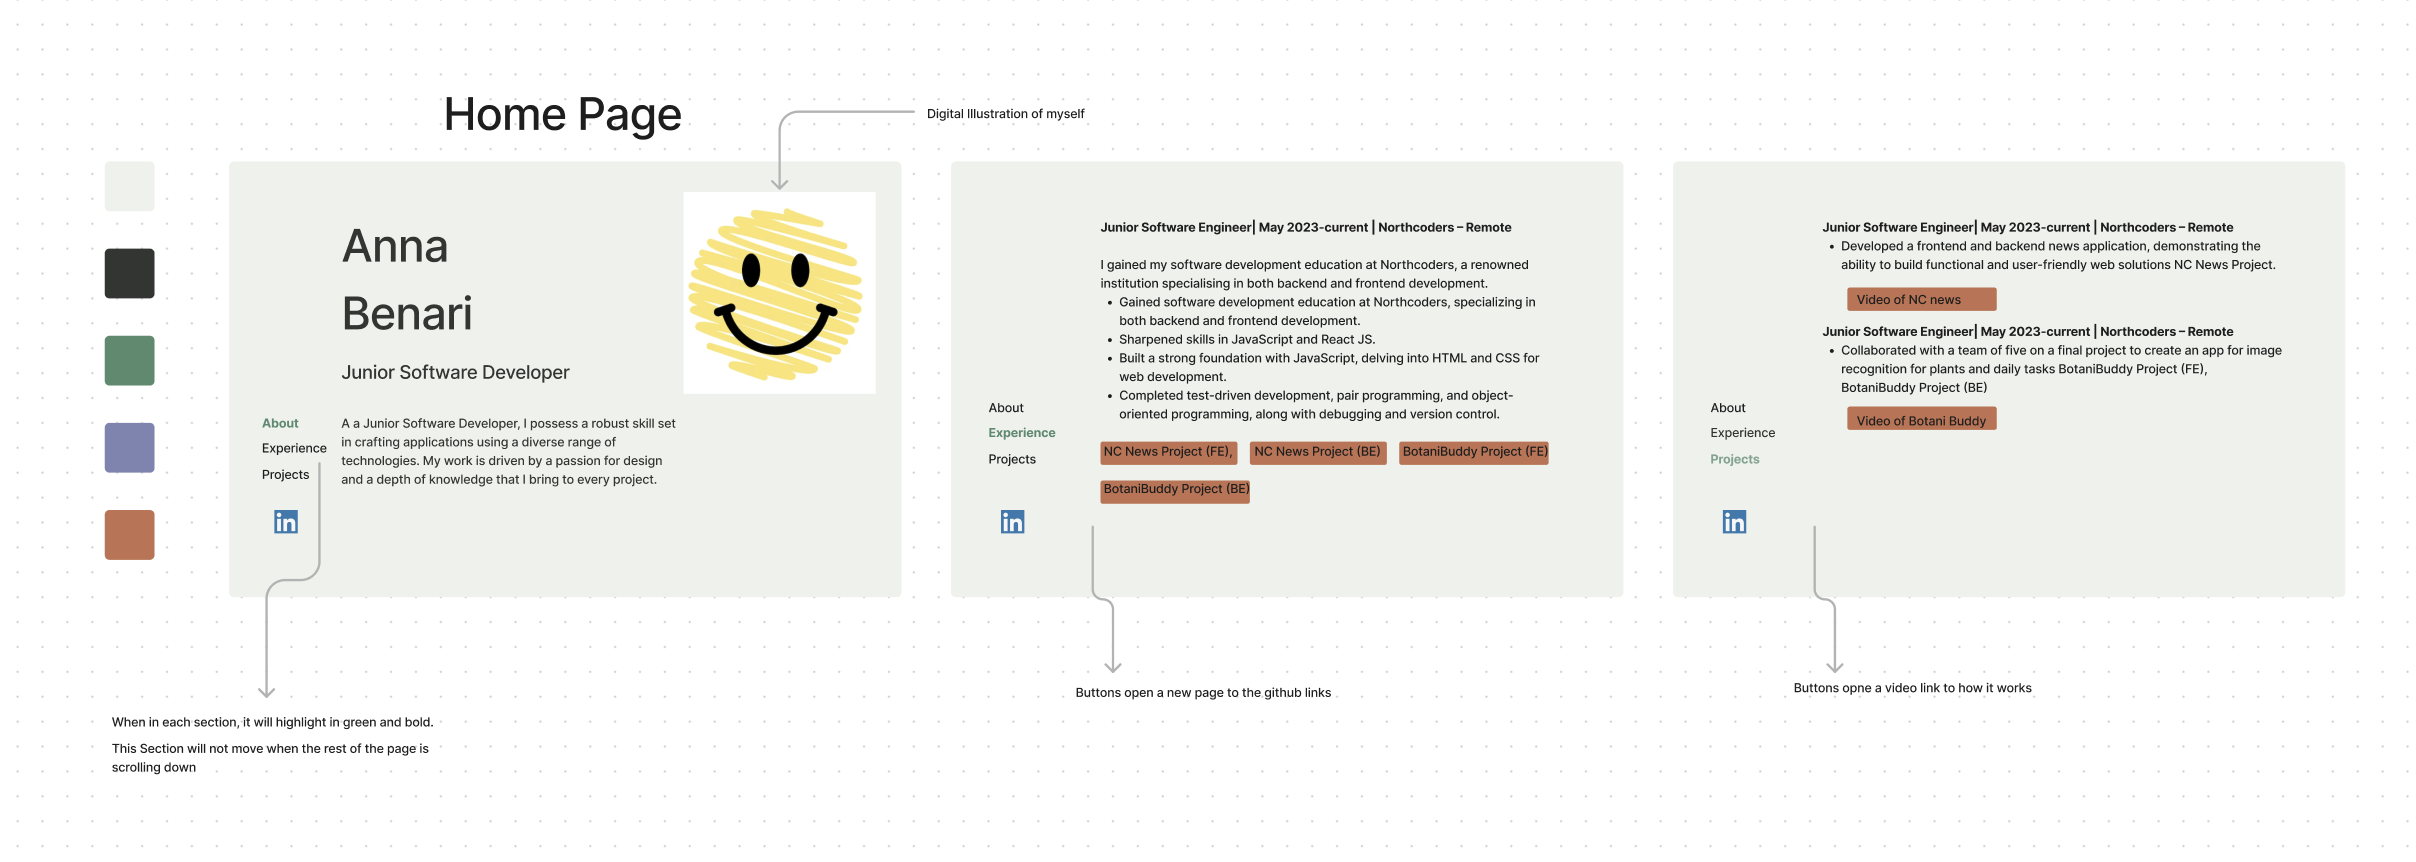 Home Page
Digital Illustration of myself
Anna
Benari
Junior Software Developer
About
Experience
Projects
A a Junior Software Developer, I possess a robust skill set
in crafting applications using a diverse range of
technologies. My work is driven by a passion for design
and a depth of knowledge that I bring to every project.
in
When in each section, it will highlight in green and bold.
This Section will not move when the rest of the page is
scrolling down
Junior Software Engineer| May 2023-current | Northcoders – Remote
I gained my software development education at Northcoders, a renowned
institution specialising in both backend and frontend development.
• Gained software development education at Northcoders, specializing in
both backend and frontend development.
• Sharpened skills in JavaScript and React JS.
• Built a strong foundation with JavaScript, delving into HTML and CSS for
web development.
• Completed test-driven development, pair programming, and object-
oriented programming, along with debugging and version control.
About
Experience
Projects
NC News Project (FE),
NC News Project (BE)
BotaniBuddy Project (FE)
BotaniBuddy Project (BE)
in
Buttons open a new page to the github links
Junior Software Engineer| May 2023-current | Northcoders – Remote
• Developed a frontend and backend news application, demonstrating the
ability to build functional and user-friendly web solutions NC News Project.
Video of NC news
Junior Software Engineer| May 2023-current | Northcoders – Remote
• Collaborated with a team of five on a final project to create an app for image
recognition for plants and daily tasks BotaniBuddy Project (FE),
BotaniBuddy Project (BE)
Video of Botani Buddy
About
Experience
Projects
in
Buttons opne a video link to how it works